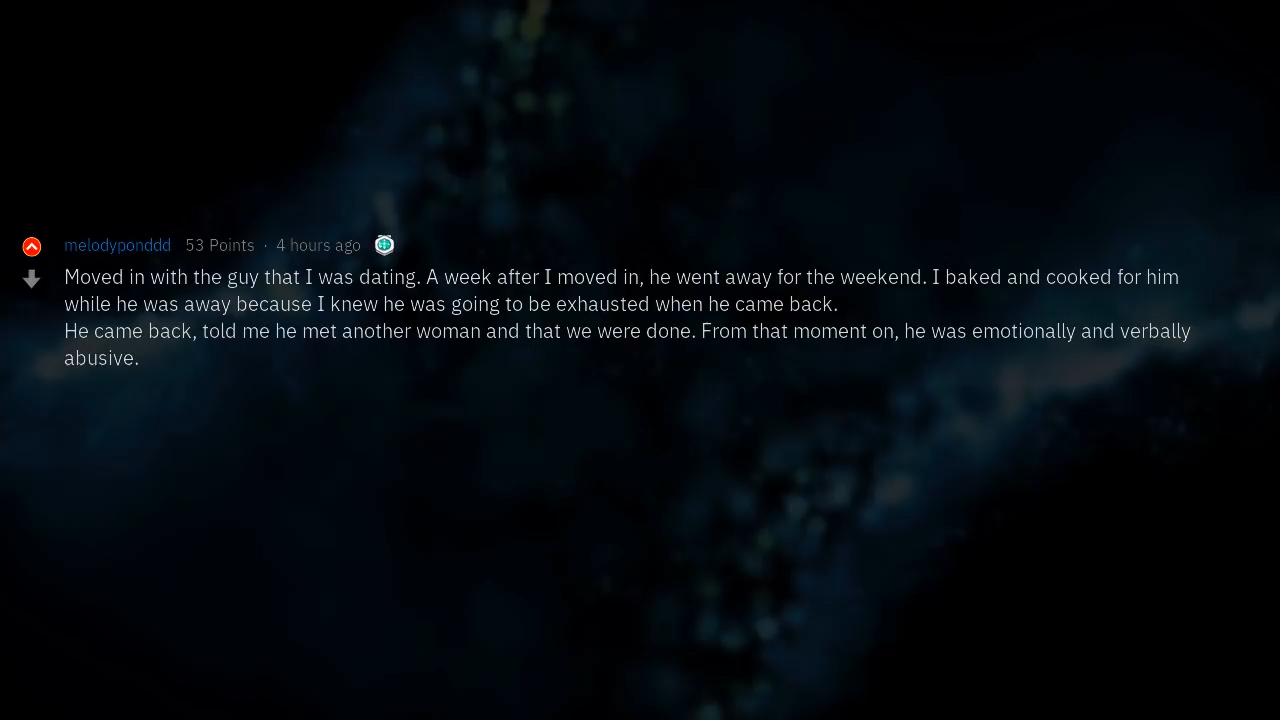 melodyponddd 53 Points · 4 hours ago
Moved in with the guy that I was dating. A week after I moved in, he went away for the weekend. I baked and cooked for him
while he was away because I knew he was going to be exhausted when he came back.
He came back, told me he met another woman and that we were done. From that moment on, he was emotionally and verbally
abusive.